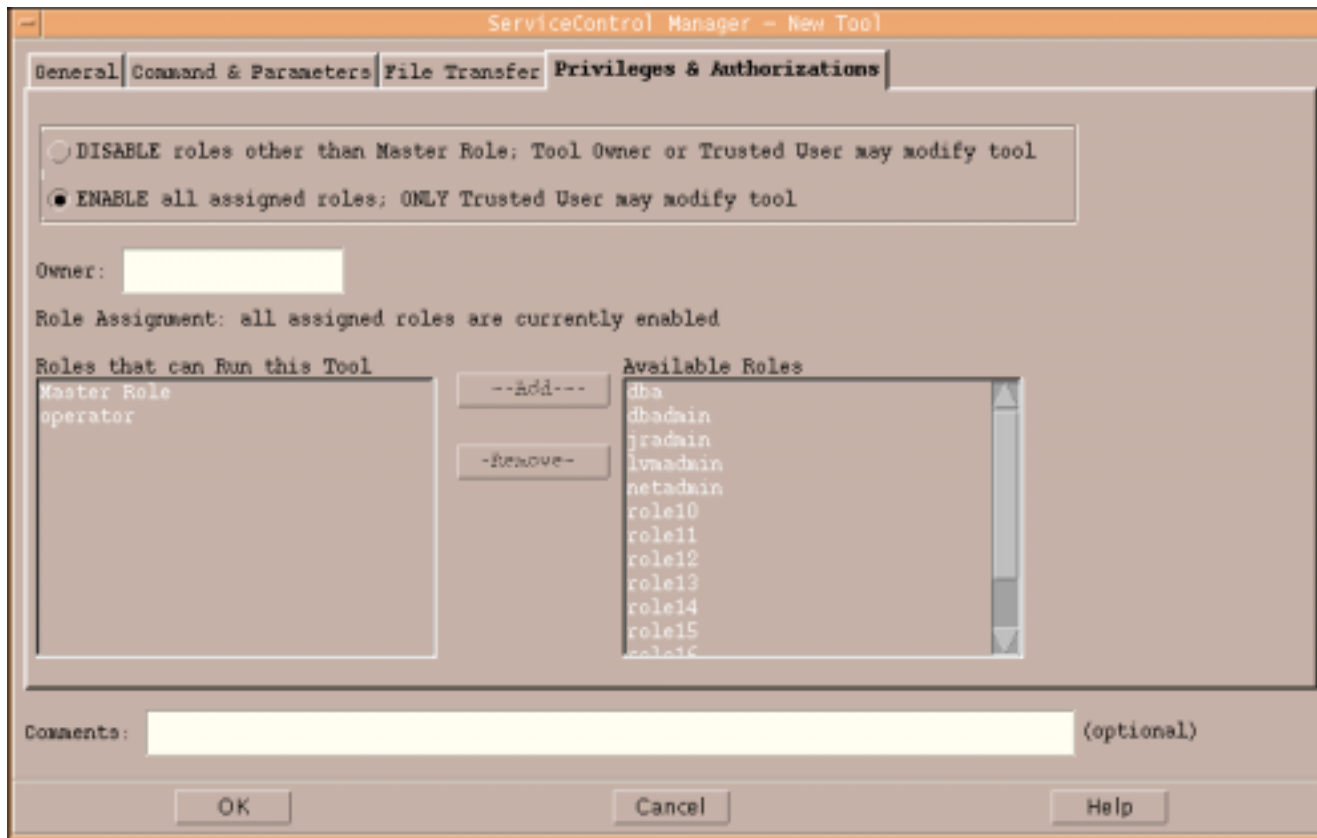 ServiceControl Manager - New Tool
General Command & Parameters File Transfer Privileges & Authorizations
DISABLE roles other than Master Role; Tool Owner or Trusted User may modify tool
ENABLE all assigned roles; ONLY Trusted User may modify tool
Owner:
Role Assignment: all assigned roles are currently enabled
Roles that can Run this Tool
Master Role
operator
--Add---
-Remove-
Available Roles
dba
dbadmin
jradmin
lvmadmin
netadmin
role10
role11
role12
role13
role14
role15
role16
Comments: (optional)
OK Cancel Help